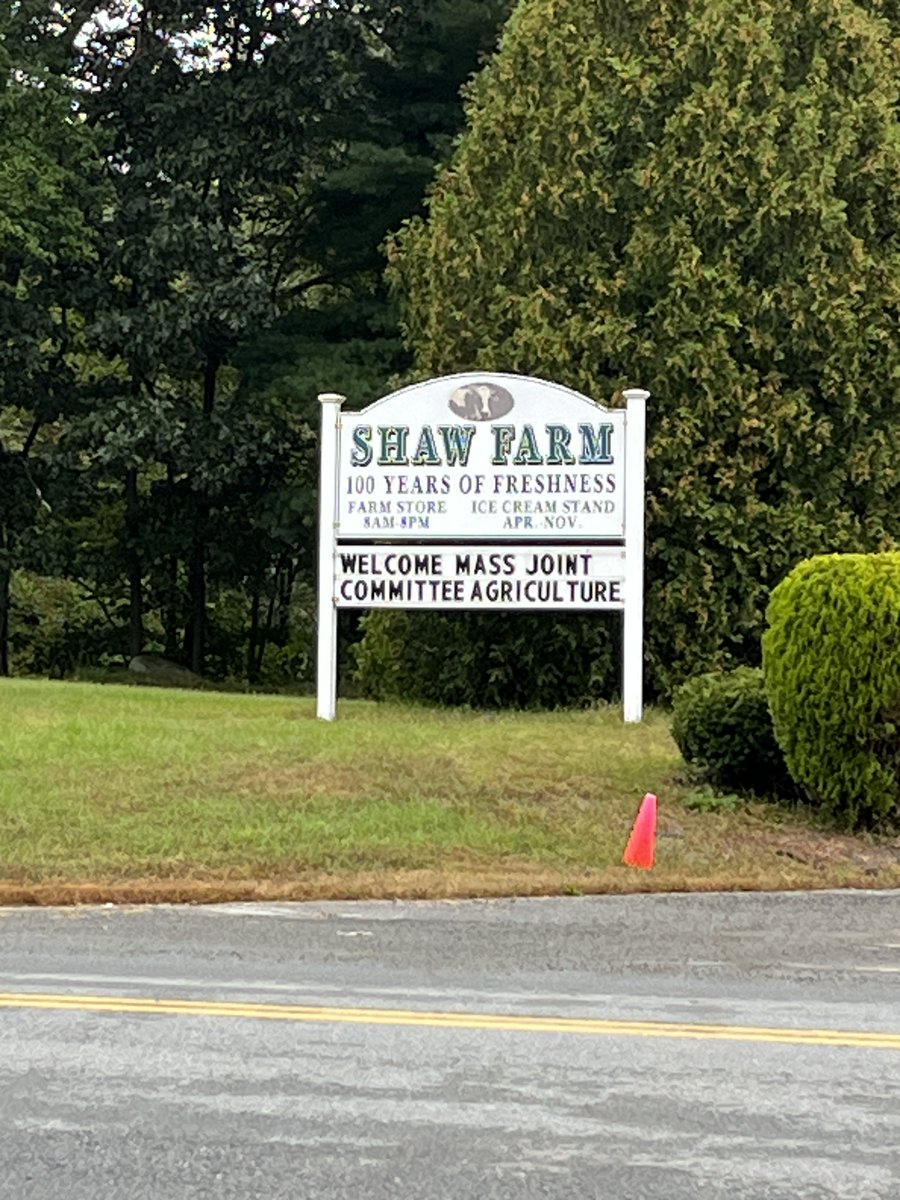 SHAW FARM
100 YEARS OF FRESHNESS
FARM STORE ICE CREAM STAND
8AM-8PM APR.-NOV.
WELCOME MASS JOINT
COMMITTEE AGRICULTURE